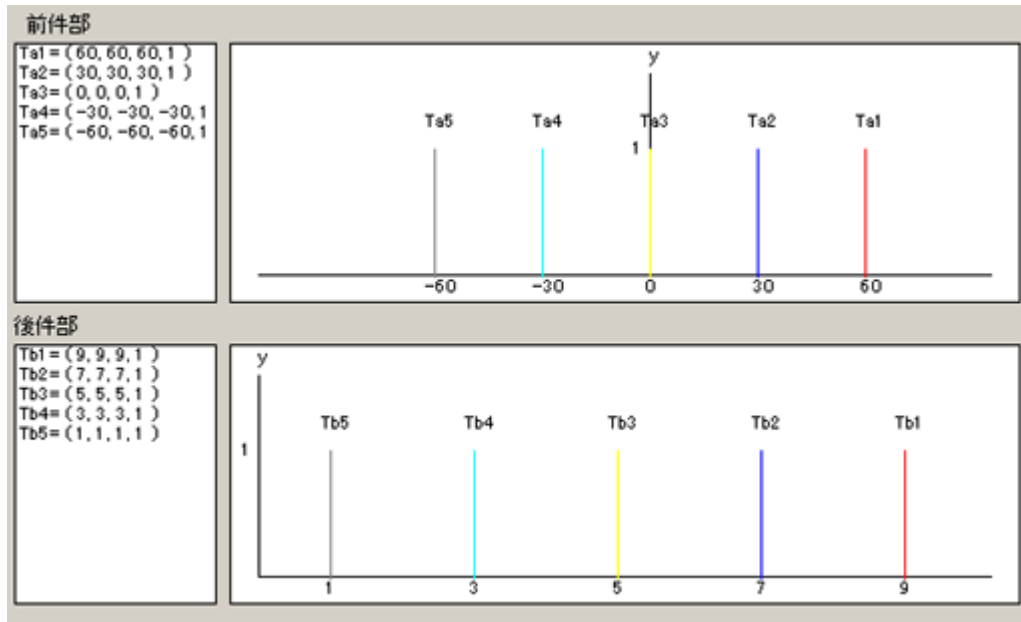 前件部
Ta1=(60,60,60,1 )
Ta2=(30,30,30,1 )
Ta3=(0,0,0,1 )
Ta4=(-30,-30,-30,1
Ta5=(-60,-60,-60,1
y
Ta5 Ta4 Ta3 Ta2 Ta1
1
-60 -30 0 30 60
後件部
Tb1=(9,9,9,1 )
Tb2=(7,7,7,1 )
Tb3=(5,5,5,1 )
Tb4=(3,3,3,1 )
Tb5=(1,1,1,1 )
y
Tb5 Tb4 Tb3 Tb2 Tb1
1
1 3 5 7 9